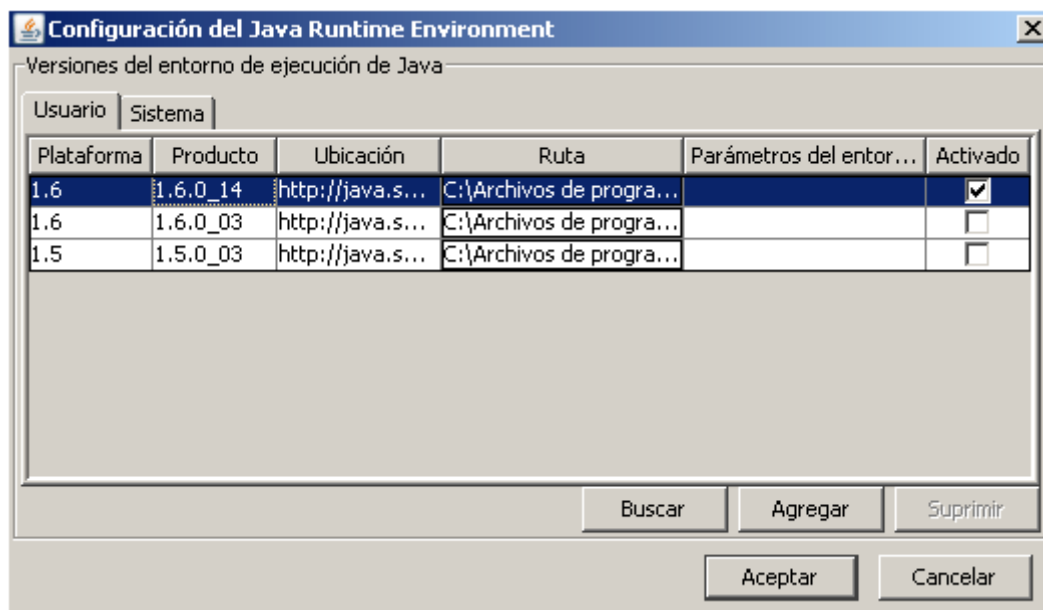 Configuración del Java Runtime Environment
Versiones del entorno de ejecución de Java
Usuario Sistema
Plataforma Producto Ubicación Ruta Parámetros del entor... Activado
1.6 1.6.0_14 http://java.s... C:\Archivos de progra...
1.6 1.6.0_03 http://java.s... C:\Archivos de progra...
1.5 1.5.0_03 http://java.s... C:\Archivos de progra...
Buscar Agregar Suprimir
Aceptar Cancelar